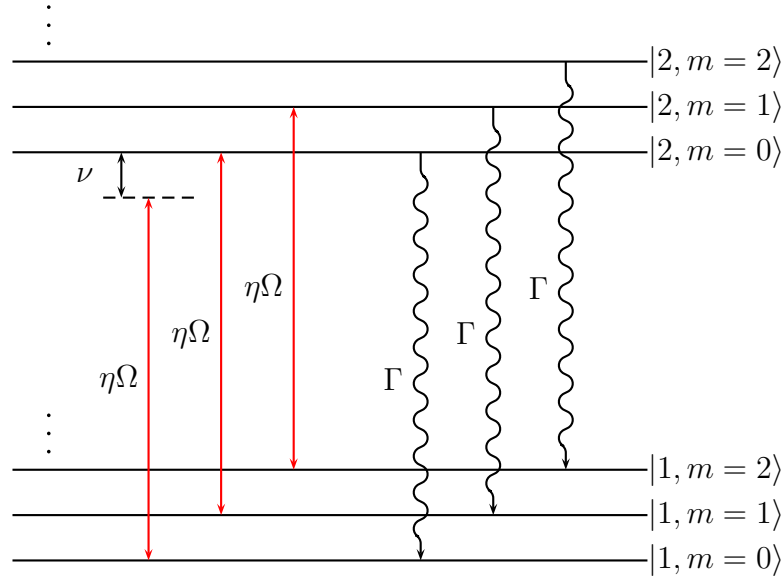 |2, m = 2⟩
|2, m = 1⟩
|2, m = 0⟩
ν
ηΩ
ηΩ
ηΩ
Γ
Γ
Γ
|1, m = 2⟩
|1, m = 1⟩
|1, m = 0⟩